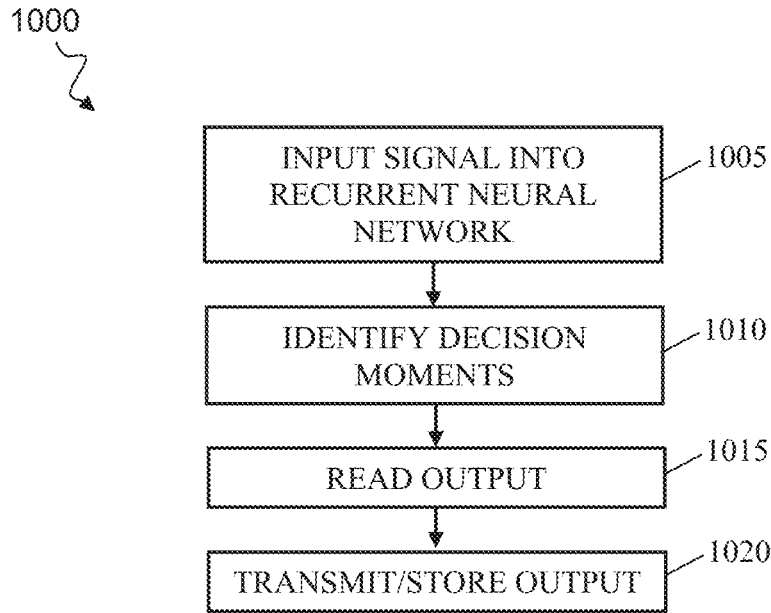 1000
INPUT SIGNAL INTO
RECURRENT NEURAL
NETWORK
1005
IDENTIFY DECISION
MOMENTS
1010
READ OUTPUT
1015
TRANSMIT/STORE OUTPUT
1020